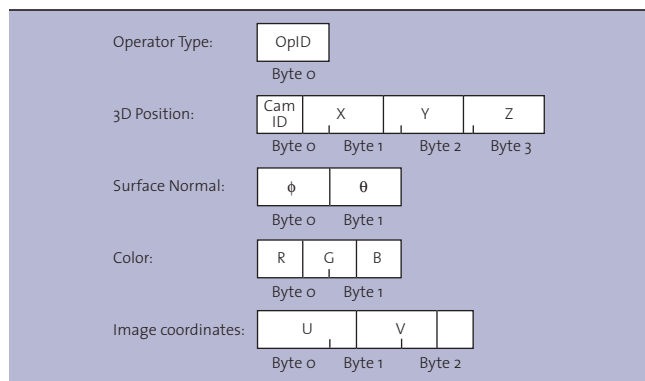 Operator Type: OpID
Byte 0
3D Position: Cam ID X Y Z
Byte 0 Byte 1 Byte 2 Byte 3
Surface Normal: ϕ θ
Byte 0 Byte 1
Color: R G B
Byte 0 Byte 1
Image coordinates: U V
Byte 0 Byte 1 Byte 2